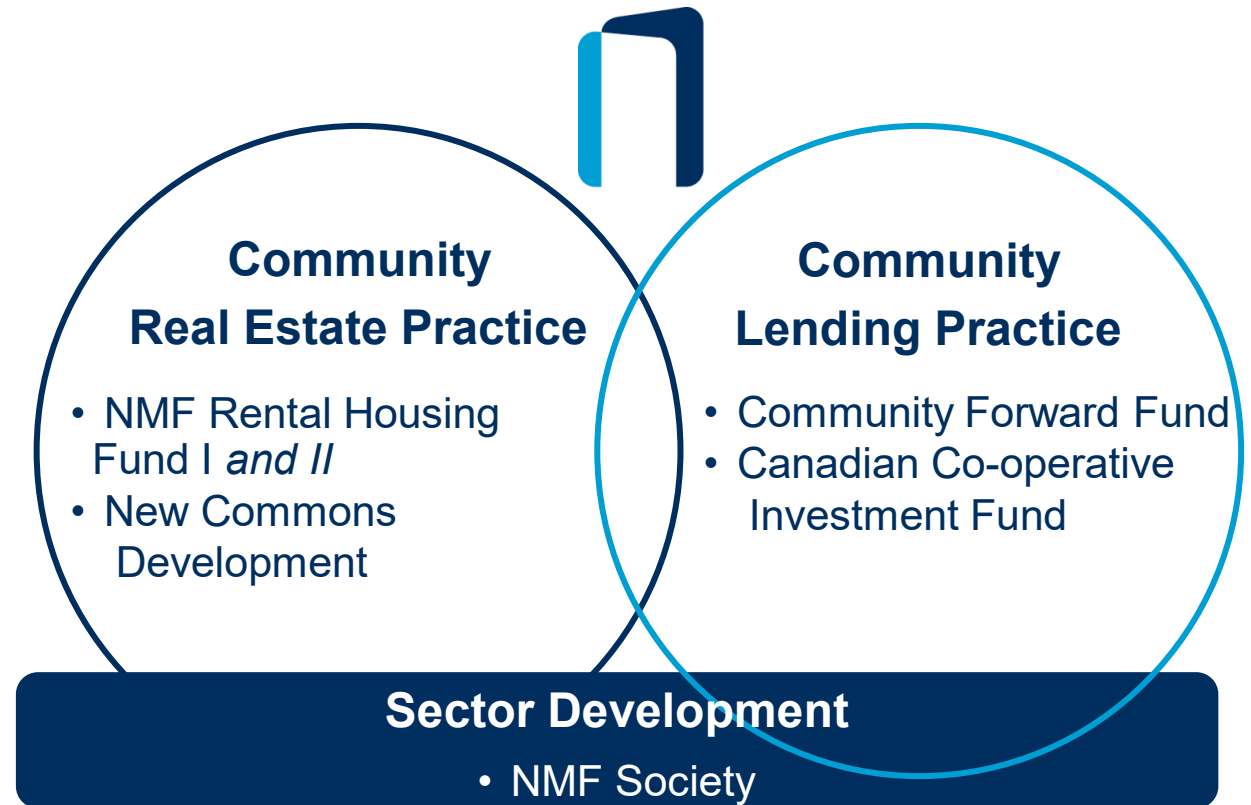 Community
Real Estate Practice
• NMF Rental Housing
Fund I and II
• New Commons
Development
Community
Lending Practice
• Community Forward Fund
• Canadian Co-operative
Investment Fund
Sector Development
• NMF Society